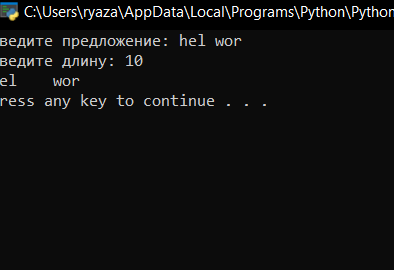 C:\Users\ryaza\AppData\Local\Programs\Python\Python
ведите предложение: hel wor
ведите длину: 10
el    wor
ress any key to continue . . .